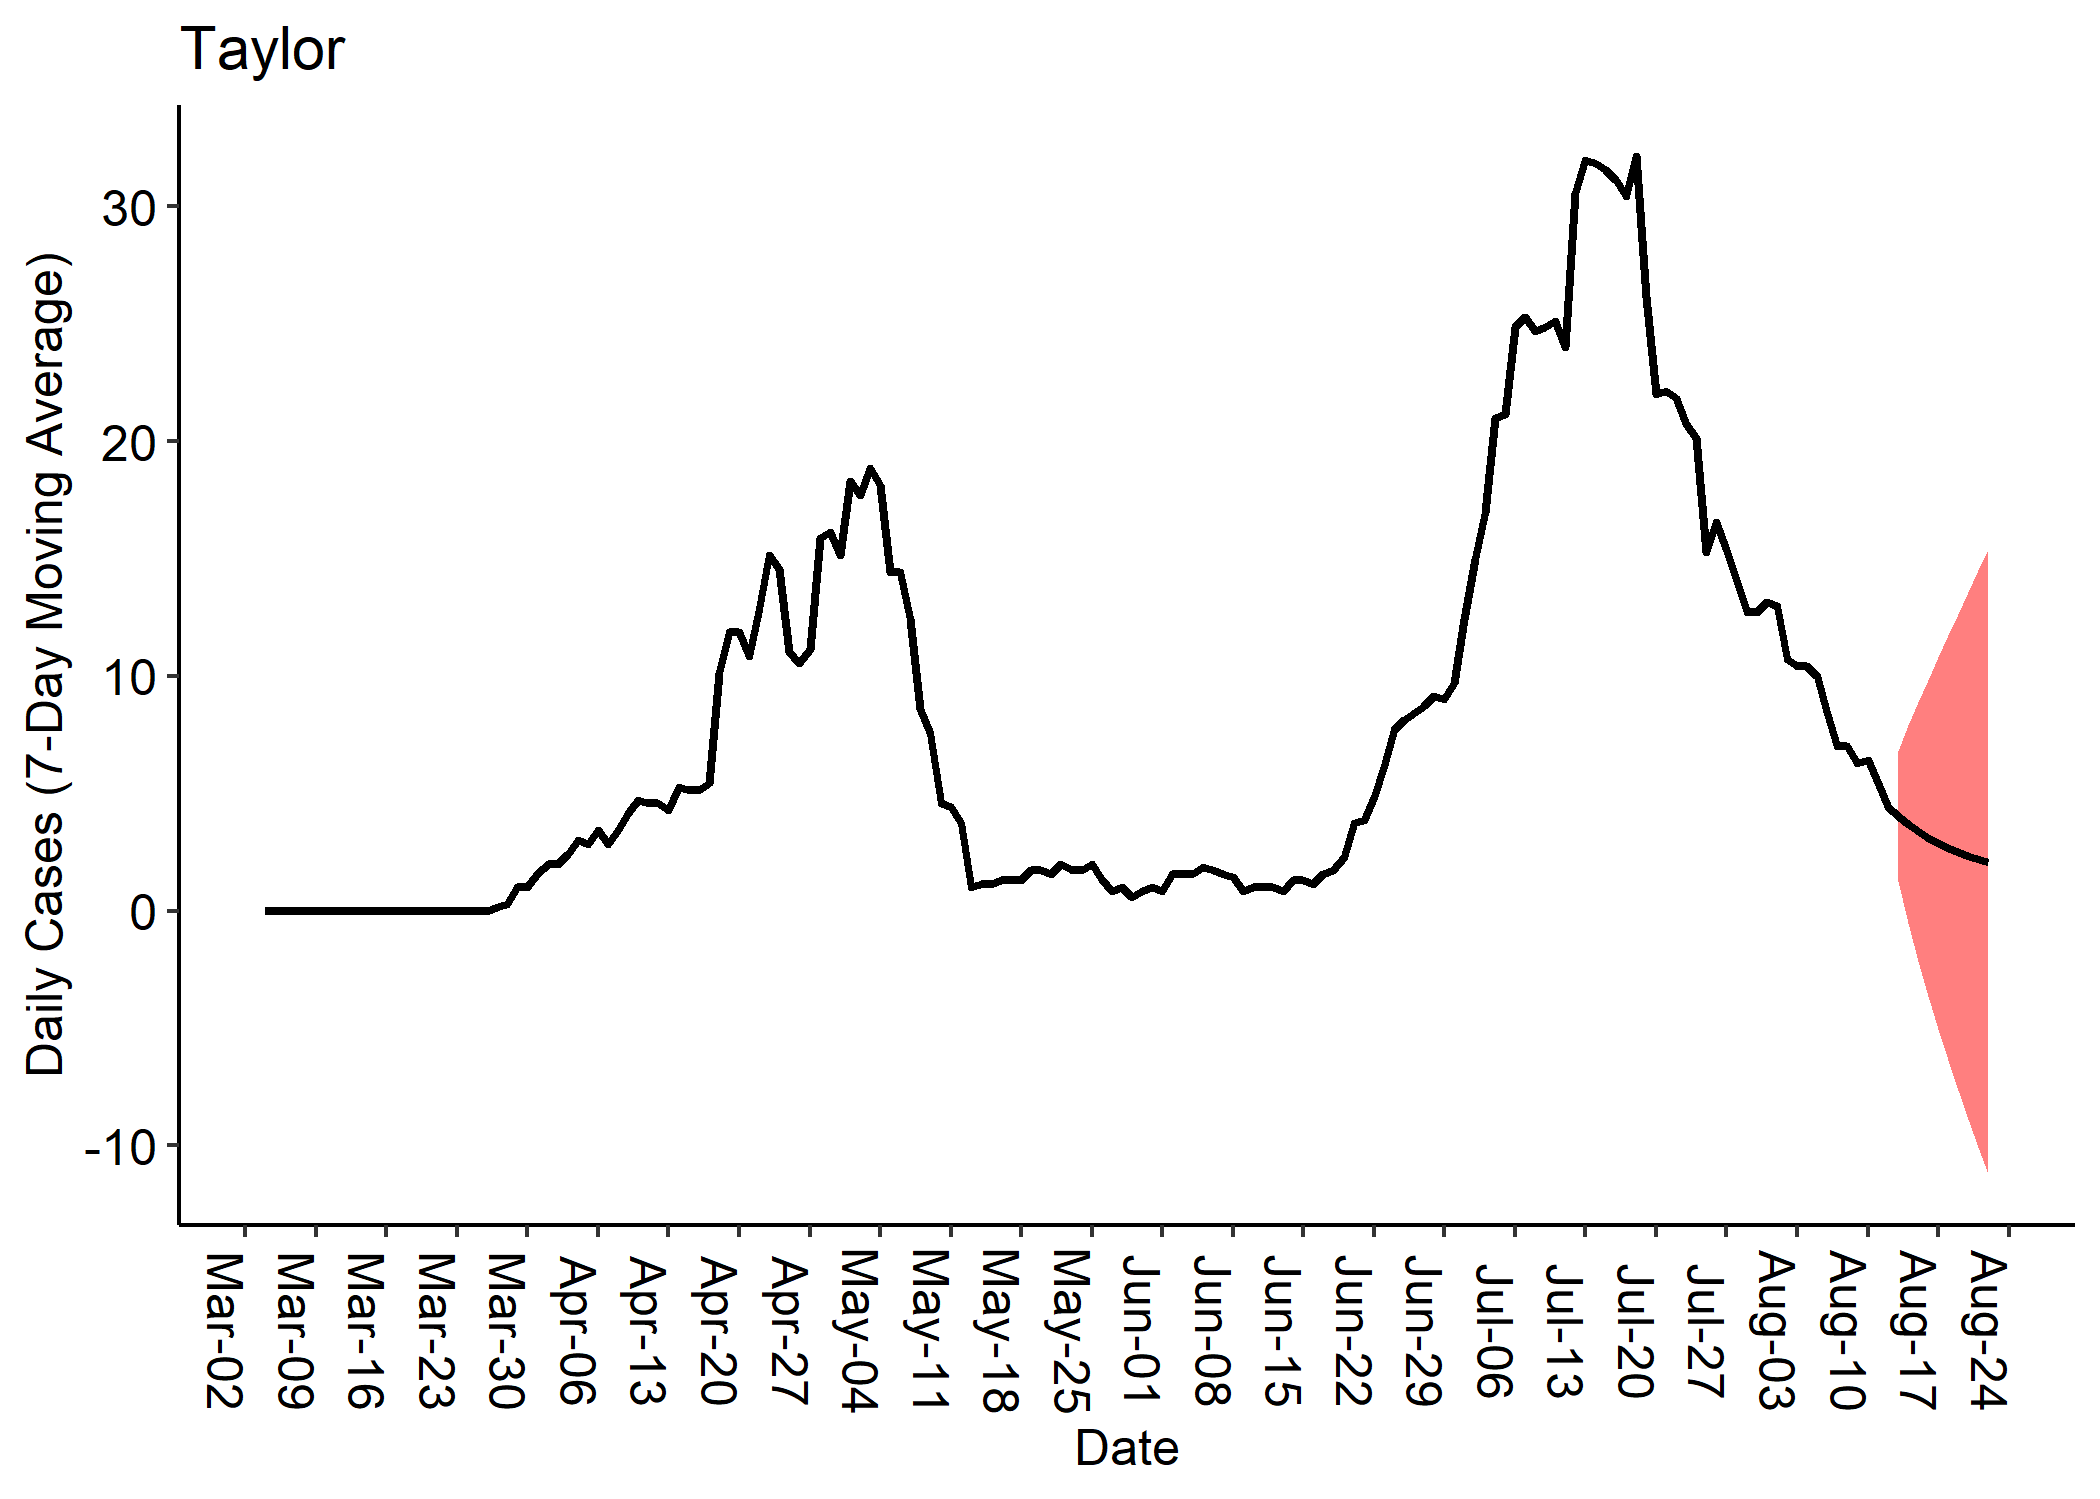 Taylor
Daily Cases (7-Day Moving Average)
30
20
10
0
-10
Mar-02
Mar-09
Mar-16
Mar-23
Mar-30
Apr-06
Apr-13
Apr-20
Apr-27
May-04
May-11
May-18
May-25
Jun-01
Jun-08
Jun-15
Jun-22
Jun-29
Jul-06
Jul-13
Jul-20
Jul-27
Aug-03
Aug-10
Aug-17
Aug-24
Date